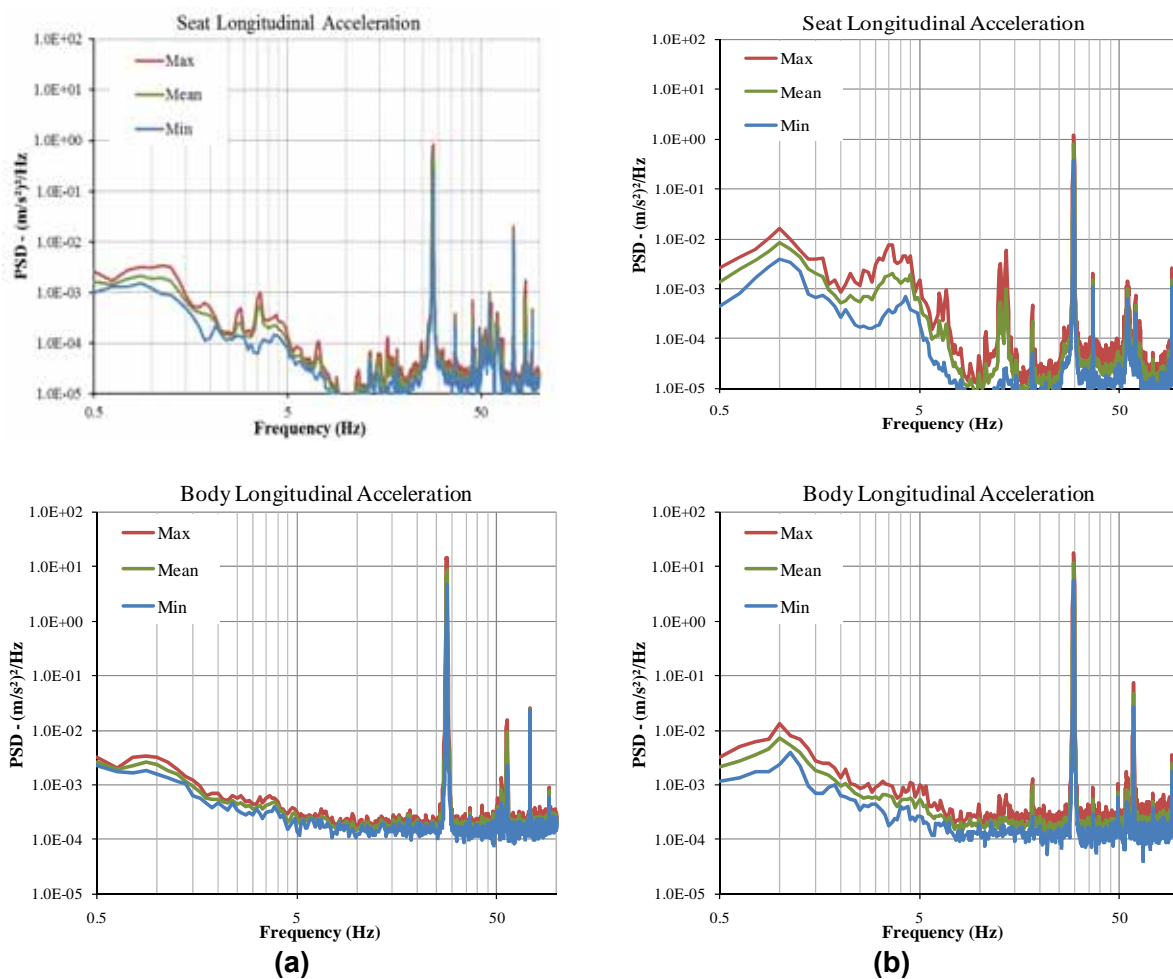 Seat Longitudinal Acceleration
1.0E+02
1.0E+01
1.0E+00
1.0E-01
1.0E-02
1.0E-03
1.0E-04
1.0E-05
PSD - (m/s²)²/Hz
Max
Mean
Min
0.5
5
50
Frequency (Hz)
Seat Longitudinal Acceleration
1.0E+02
1.0E+01
1.0E+00
1.0E-01
1.0E-02
1.0E-03
1.0E-04
1.0E-05
PSD - (m/s²)²/Hz
Max
Mean
Min
0.5
5
50
Frequency (Hz)
Body Longitudinal Acceleration
1.0E+02
1.0E+01
1.0E+00
1.0E-01
1.0E-02
1.0E-03
1.0E-04
1.0E-05
PSD - (m/s²)²/Hz
Max
Mean
Min
0.5
5
50
Frequency (Hz)
(a)
Body Longitudinal Acceleration
1.0E+02
1.0E+01
1.0E+00
1.0E-01
1.0E-02
1.0E-03
1.0E-04
1.0E-05
PSD - (m/s²)²/Hz
Max
Mean
Min
0.5
5
50
Frequency (Hz)
(b)